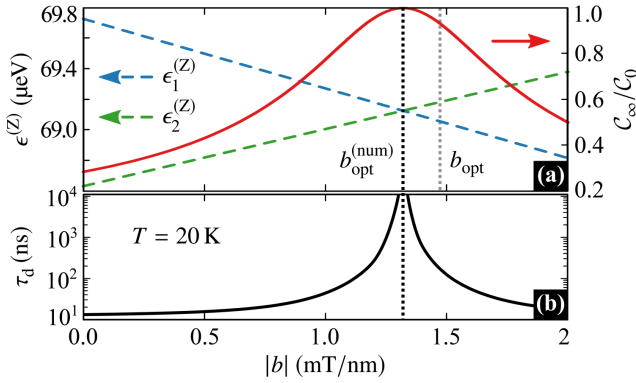 69.8
69.4
69.0
ϵ^(Z) (μeV)
ϵ_1^(Z)
ϵ_2^(Z)
b_opt^(num)
b_opt
(a)
1.0
0.8
0.6
0.4
0.2
𝒞_∞/𝒞_0
10^4
10^3
10^2
10^1
τ_d (ns)
T = 20 K
(b)
0.0 0.5 1.0 1.5 2
|b| (mT/nm)